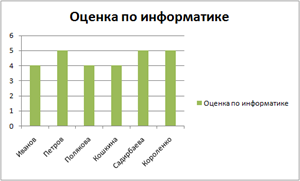 Оценка по информатике
6
5
4
3
2
1
0
Иванов
Петров
Полякова
Кошкина
Садирбаева
Короленко
Оценка по информатике